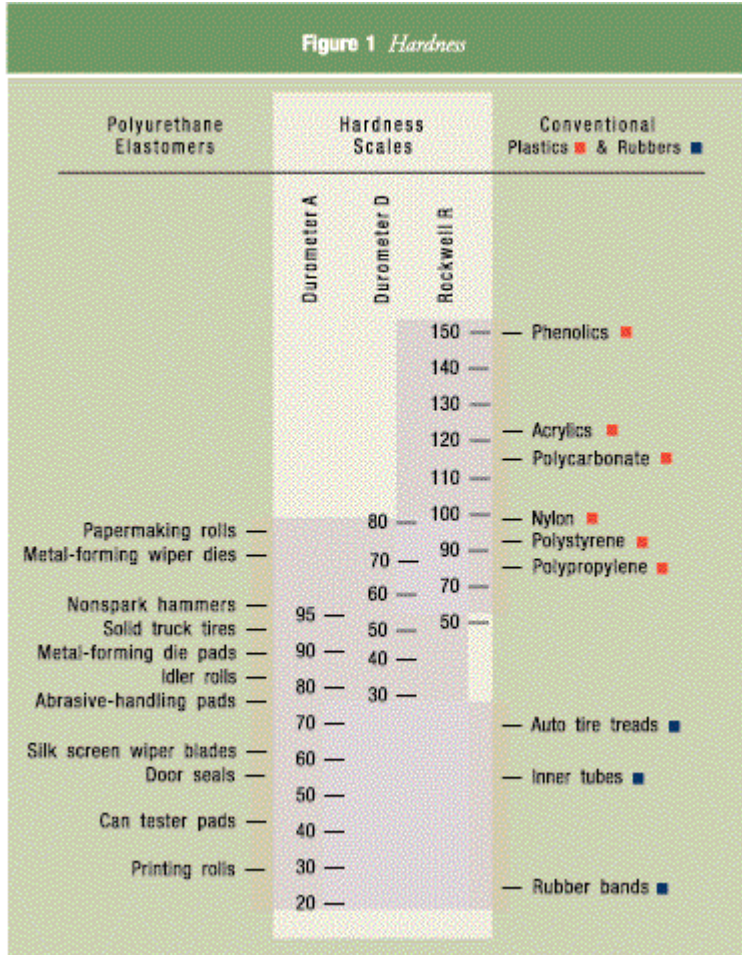 Figure 1 Hardness
Polyurethane
Elastomers
Hardness
Scales
Conventional
Plastics & Rubbers
Durometer A
Durometer D
Rockwell R
150
140
130
120
110
100
90
70
50
80
70
60
50
40
30
95
90
80
70
60
50
40
30
20
Papermaking rolls
Metal-forming wiper dies
Nonspark hammers
Solid truck tires
Metal-forming die pads
Idler rolls
Abrasive-handling pads
Silk screen wiper blades
Door seals
Can tester pads
Printing rolls
Phenolics
Acrylics
Polycarbonate
Nylon
Polystyrene
Polypropylene
Auto tire treads
Inner tubes
Rubber bands